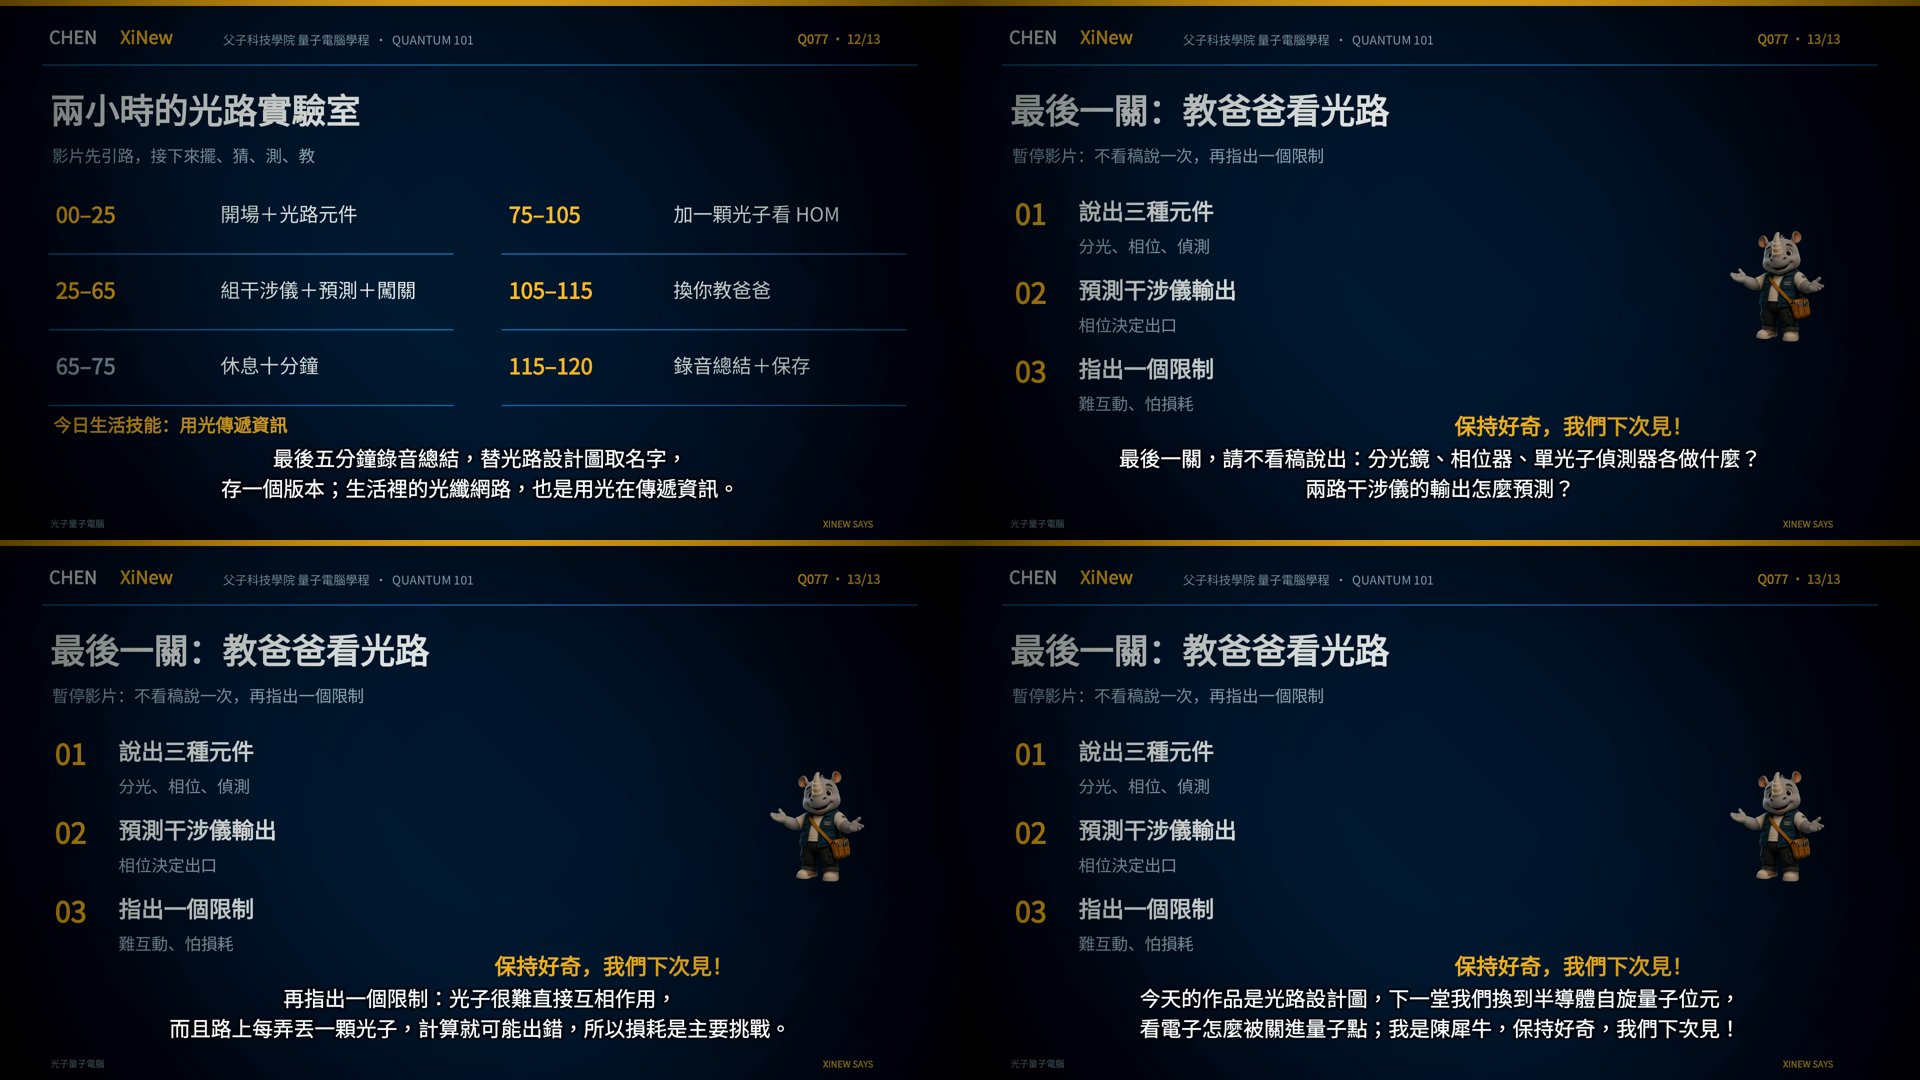 CHEN XiNew 父子科技學院 量子電腦學程 · QUANTUM 101 Q077 · 12/13
兩小時的光路實驗室
影片先引路，接下來擺、猜、測、教
00–25 開場＋光路元件
25–65 組干涉儀＋預測＋闖關
65–75 休息十分鐘
75–105 加一顆光子看 HOM
105–115 換你教爸爸
115–120 錄音總結＋保存
今日生活技能：用光傳遞資訊
最後五分鐘錄音總結，替光路設計圖取名字，
存一個版本；生活裡的光纖網路，也是用光在傳遞資訊。
光子量子電腦 XINEW SAYS
CHEN XiNew 父子科技學院 量子電腦學程 · QUANTUM 101 Q077 · 13/13
最後一關：教爸爸看光路
暫停影片：不看稿說一次，再指出一個限制
01 說出三種元件
分光、相位、偵測
02 預測干涉儀輸出
相位決定出口
03 指出一個限制
難互動、怕損耗
保持好奇，我們下次見！
最後一關，請不看稿說出：分光鏡、相位器、單光子偵測器各做什麼？
兩路干涉儀的輸出怎麼預測？
光子量子電腦 XINEW SAYS
CHEN XiNew 父子科技學院 量子電腦學程 · QUANTUM 101 Q077 · 13/13
最後一關：教爸爸看光路
暫停影片：不看稿說一次，再指出一個限制
01 說出三種元件
分光、相位、偵測
02 預測干涉儀輸出
相位決定出口
03 指出一個限制
難互動、怕損耗
保持好奇，我們下次見！
再指出一個限制：光子很難直接互相作用，
而且路上每弄丟一顆光子，計算就可能出錯，所以損耗是主要挑戰。
光子量子電腦 XINEW SAYS
CHEN XiNew 父子科技學院 量子電腦學程 · QUANTUM 101 Q077 · 13/13
最後一關：教爸爸看光路
暫停影片：不看稿說一次，再指出一個限制
01 說出三種元件
分光、相位、偵測
02 預測干涉儀輸出
相位決定出口
03 指出一個限制
難互動、怕損耗
保持好奇，我們下次見！
今天的作品是光路設計圖，下一堂我們換到半導體自旋量子位元，
看電子怎麼被關進量子點；我是陳犀牛，保持好奇，我們下次見！
光子量子電腦 XINEW SAYS